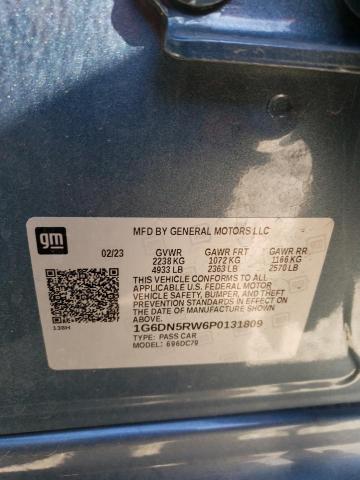 MFD BY GENERAL MOTORS LLC
gm
02/23 GVWR GAWR FRT GAWR RR
2238 KG 1072 KG 1166 KG
4933 LB 2363 LB 2570 LB
THIS VEHICLE CONFORMS TO ALL
APPLICABLE U.S. FEDERAL MOTOR
VEHICLE SAFETY, BUMPER, AND THEFT
PREVENTION STANDARDS IN EFFECT ON
THE DATE OF MANUFACTURE SHOWN
ABOVE.
1G6DN5RW6P0131809
TYPE: PASS CAR
MODEL: 696DC79
138H